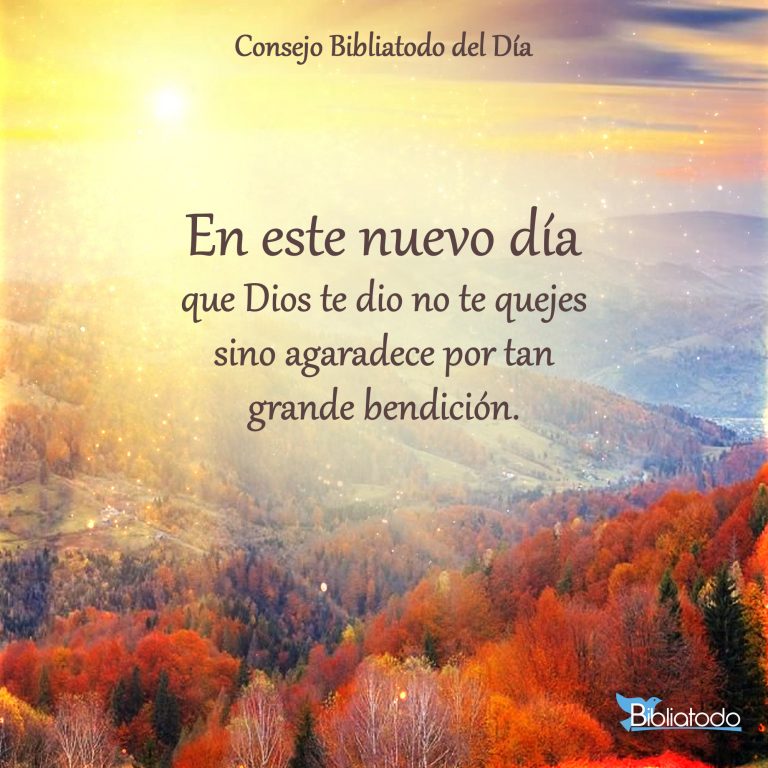 Consejo Bibliatodo del Día
En este nuevo día
que Dios te dio no te quejes
sino agaradece por tan
grande bendición.
Bibliatodo